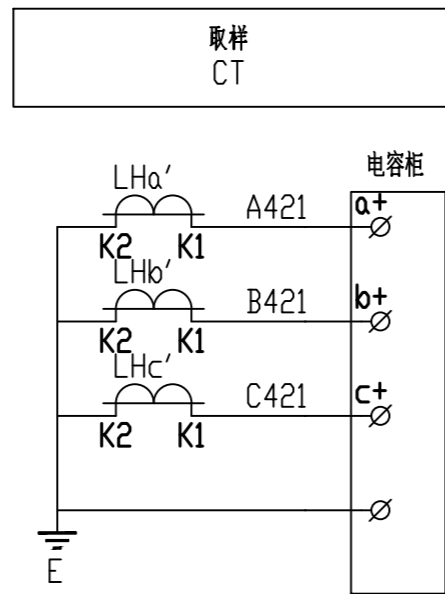 取样
CT
电容柜
LHa′
A421
a+
K2 K1
LHb′
B421
b+
K2 K1
LHc′
C421
c+
K2 K1
E